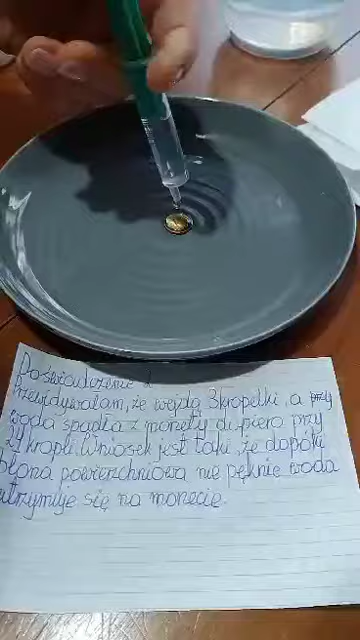 Doświadczenie 1
Przewidywałam, że wejdą 3 kropelki, a przy
woda spadła z monety dopiero przy
21 kropli. Wniosek jest taki, że dopóki
błona powierzchniowa nie pęknie woda
utrzymuje się na monecie.